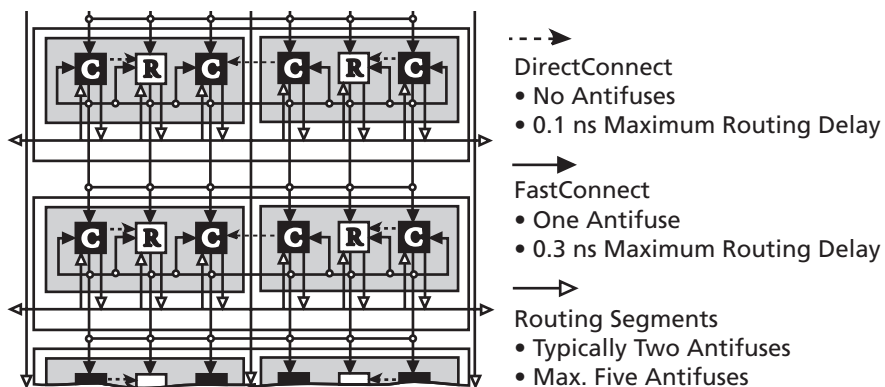 C R C C R C
C R C C R C
DirectConnect
• No Antifuses
• 0.1 ns Maximum Routing Delay
FastConnect
• One Antifuse
• 0.3 ns Maximum Routing Delay
Routing Segments
• Typically Two Antifuses
• Max. Five Antifuses